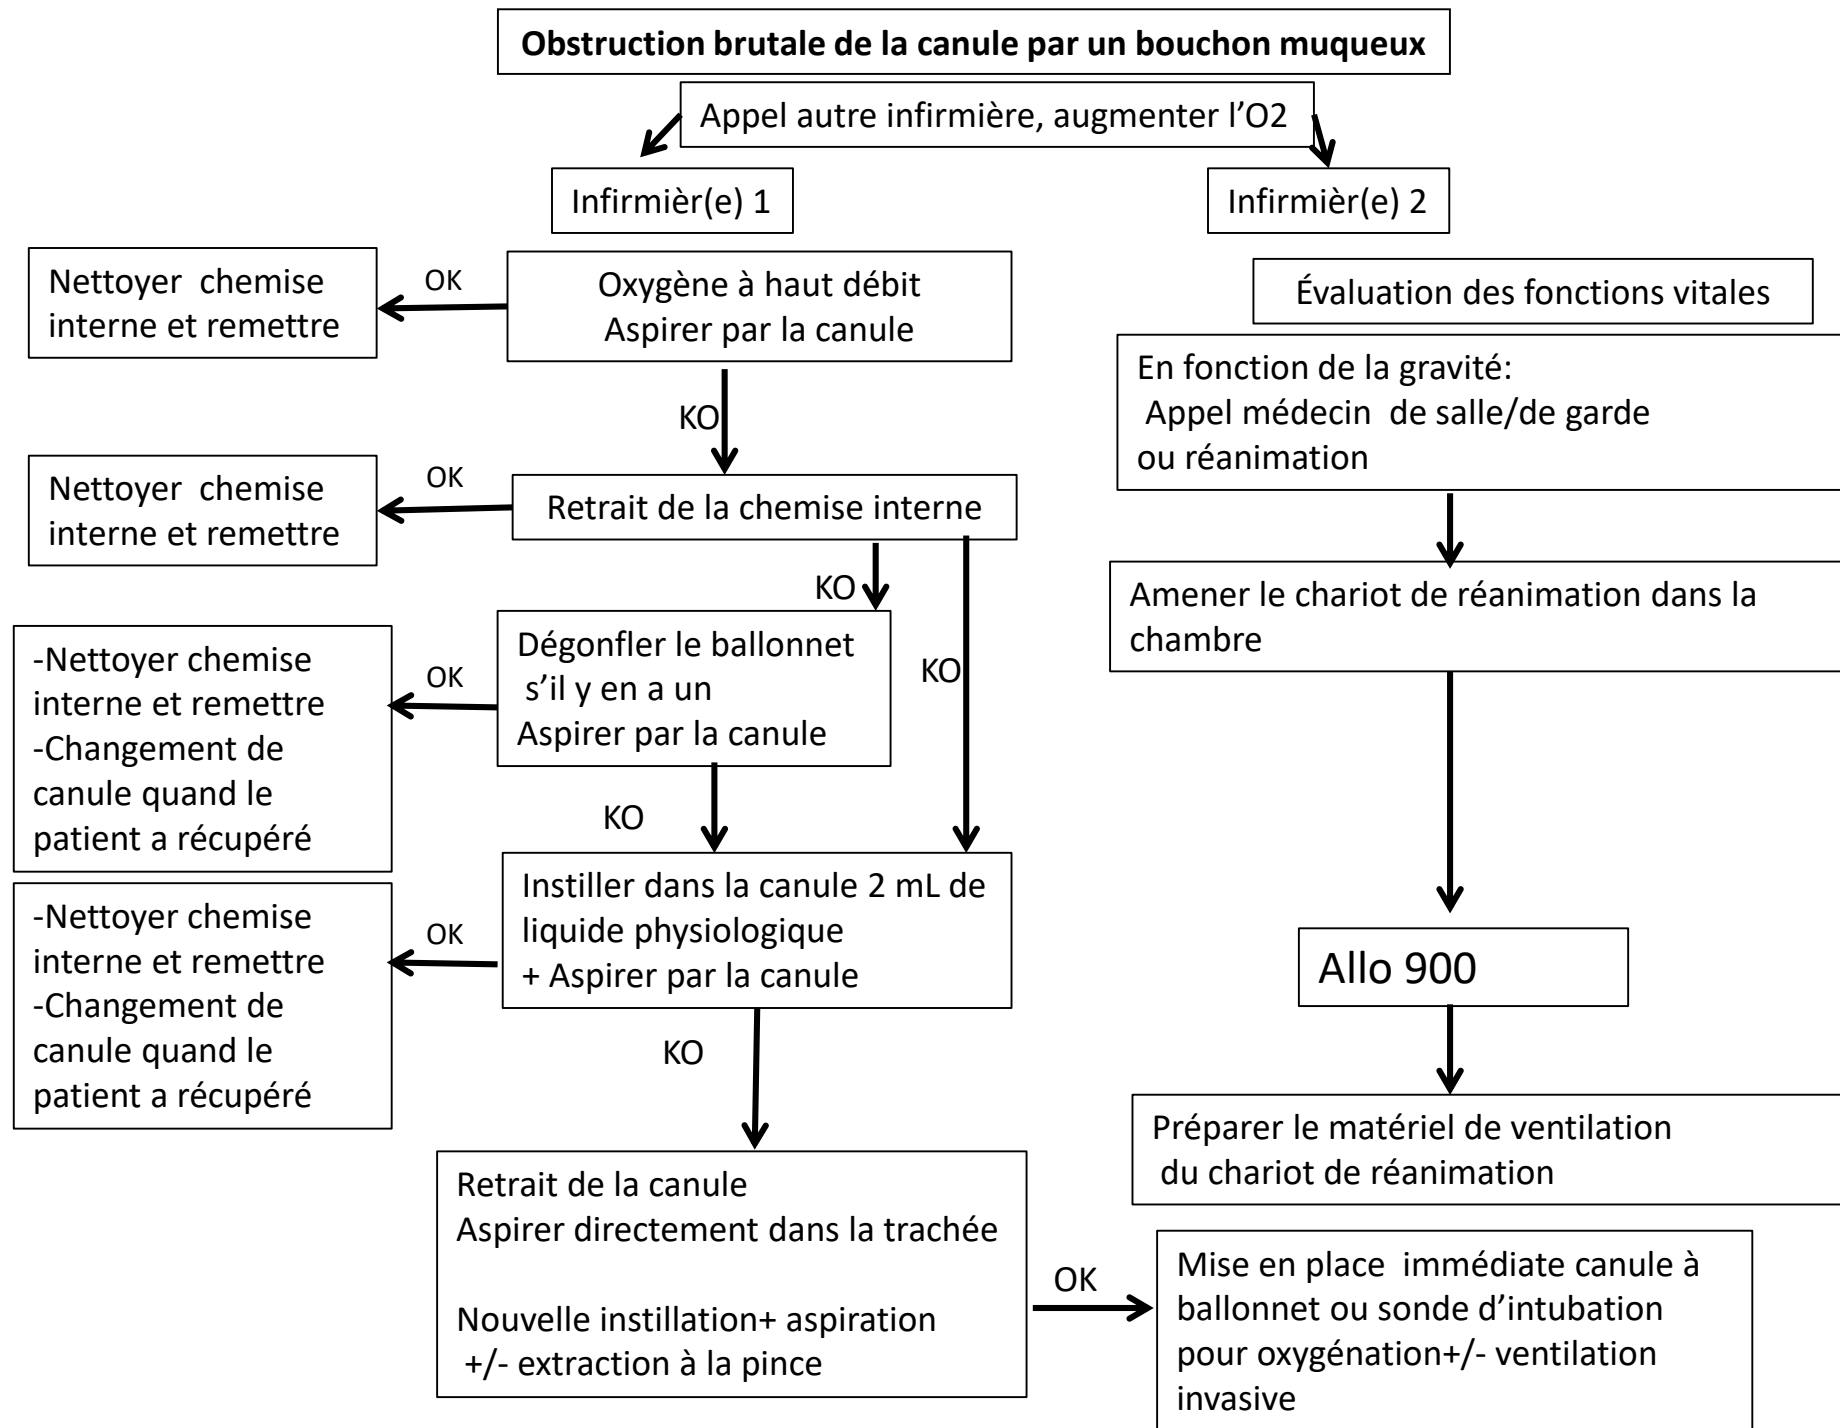 Obstruction brutale de la canule par un bouchon muqueux
Appel autre infirmière, augmenter l'O2
Infirmièr(e) 1
Infirmièr(e) 2
Nettoyer chemise
interne et remettre
OK
Oxygène à haut débit
Aspirer par la canule
Évaluation des fonctions vitales
En fonction de la gravité:
Appel médecin de salle/de garde
ou réanimation
KO
Nettoyer chemise
interne et remettre
OK
Retrait de la chemise interne
KO
KO
Amener le chariot de réanimation dans la
chambre
-Nettoyer chemise
interne et remettre
-Changement de
canule quand le
patient a récupéré
OK
Dégonfler le ballonnet
s'il y en a un
Aspirer par la canule
KO
-Nettoyer chemise
interne et remettre
-Changement de
canule quand le
patient a récupéré
OK
Instiller dans la canule 2 mL de
liquide physiologique
+ Aspirer par la canule
Allo 900
KO
Préparer le matériel de ventilation
du chariot de réanimation
Retrait de la canule
Aspirer directement dans la trachée
Nouvelle instillation+ aspiration
+/- extraction à la pince
OK
Mise en place immédiate canule à
ballonnet ou sonde d'intubation
pour oxygénation+/- ventilation
invasive